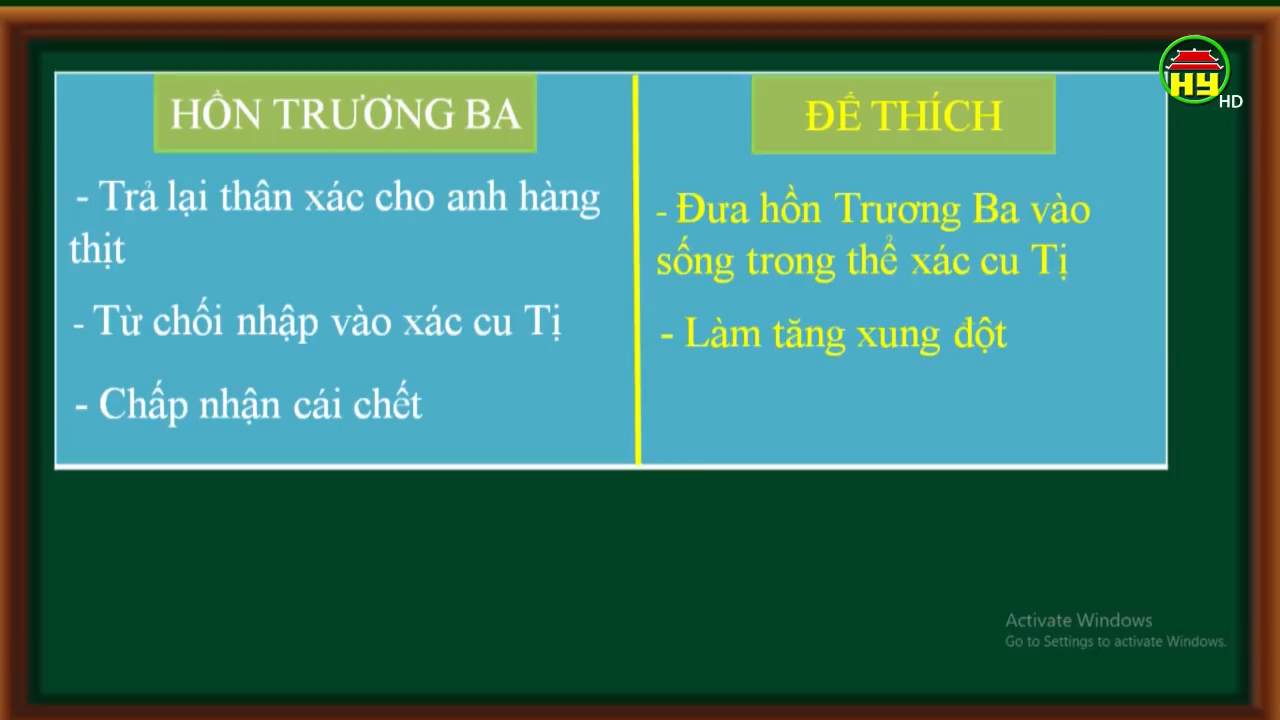 HỒN TRƯƠNG BA
- Trả lại thân xác cho anh hàng
thịt
- Từ chối nhập vào xác cu Tị
- Chấp nhận cái chết
ĐẾ THÍCH
- Đưa hồn Trương Ba vào
sống trong thể xác cu Tị
- Làm tăng xung đột
HY
HD
Activate Windows
Go to Settings to activate Windows.